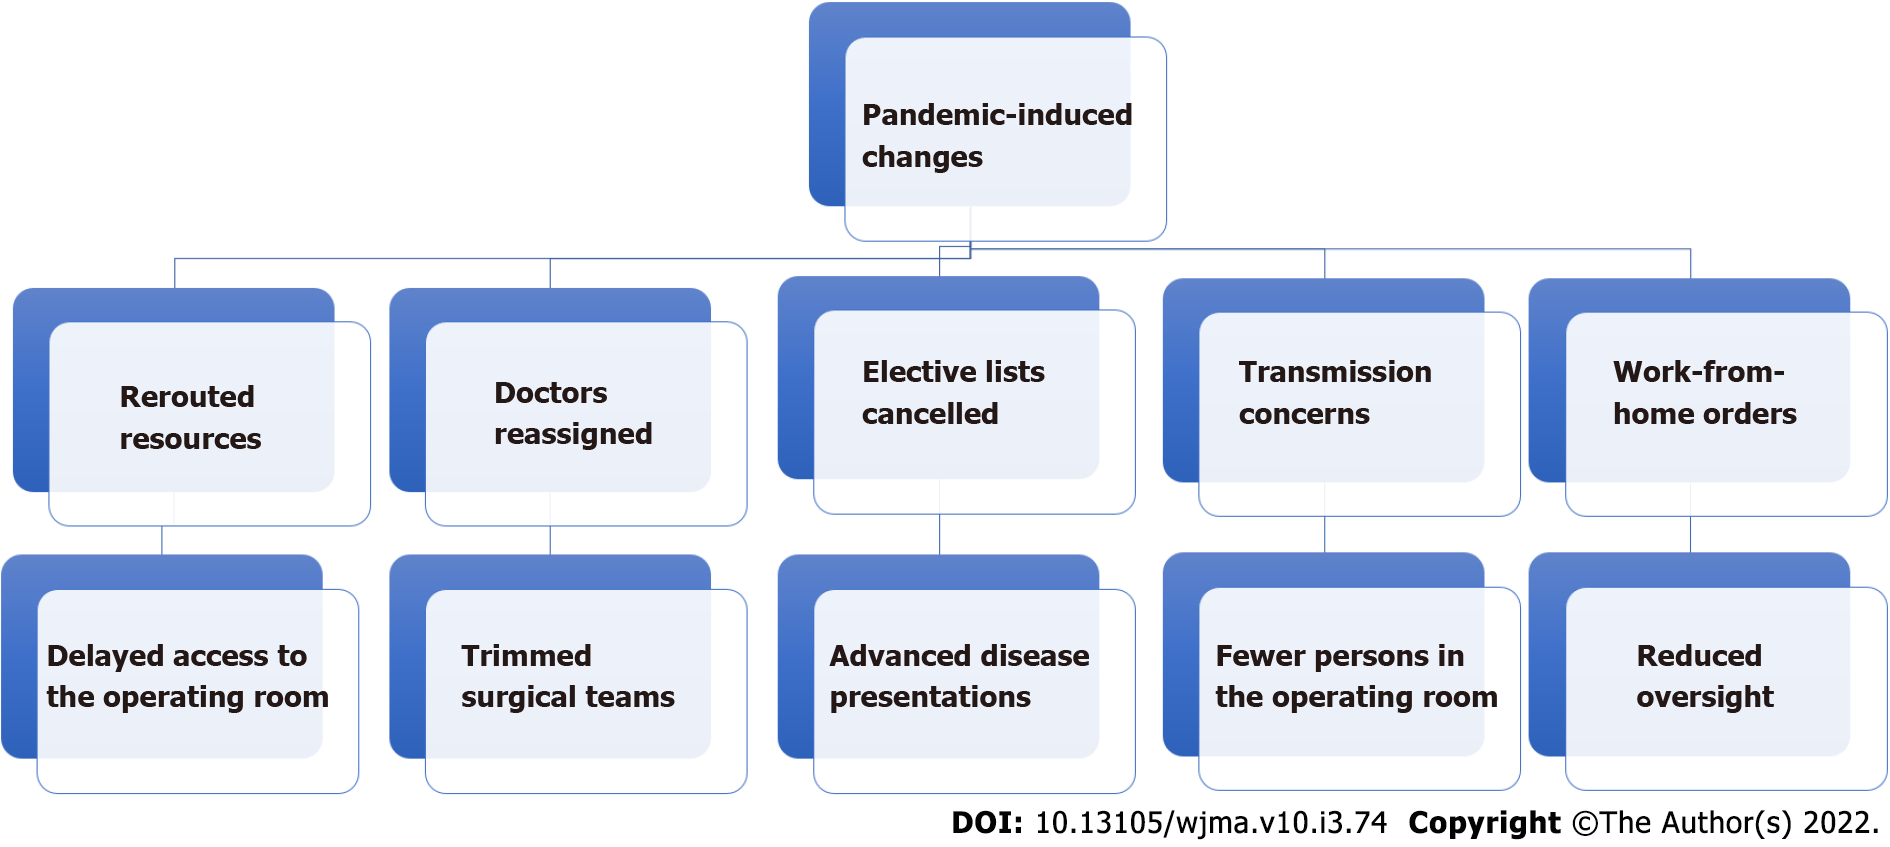 Pandemic-induced
changes
Rerouted
resources
Doctors
reassigned
Elective lists
cancelled
Transmission
concerns
Work-from-
home orders
Delayed access to
the operating room
Trimmed
surgical teams
Advanced disease
presentations
Fewer persons in
the operating room
Reduced
oversight
DOI: 10.13105/wjma.v10.i3.74 Copyright ©The Author(s) 2022.